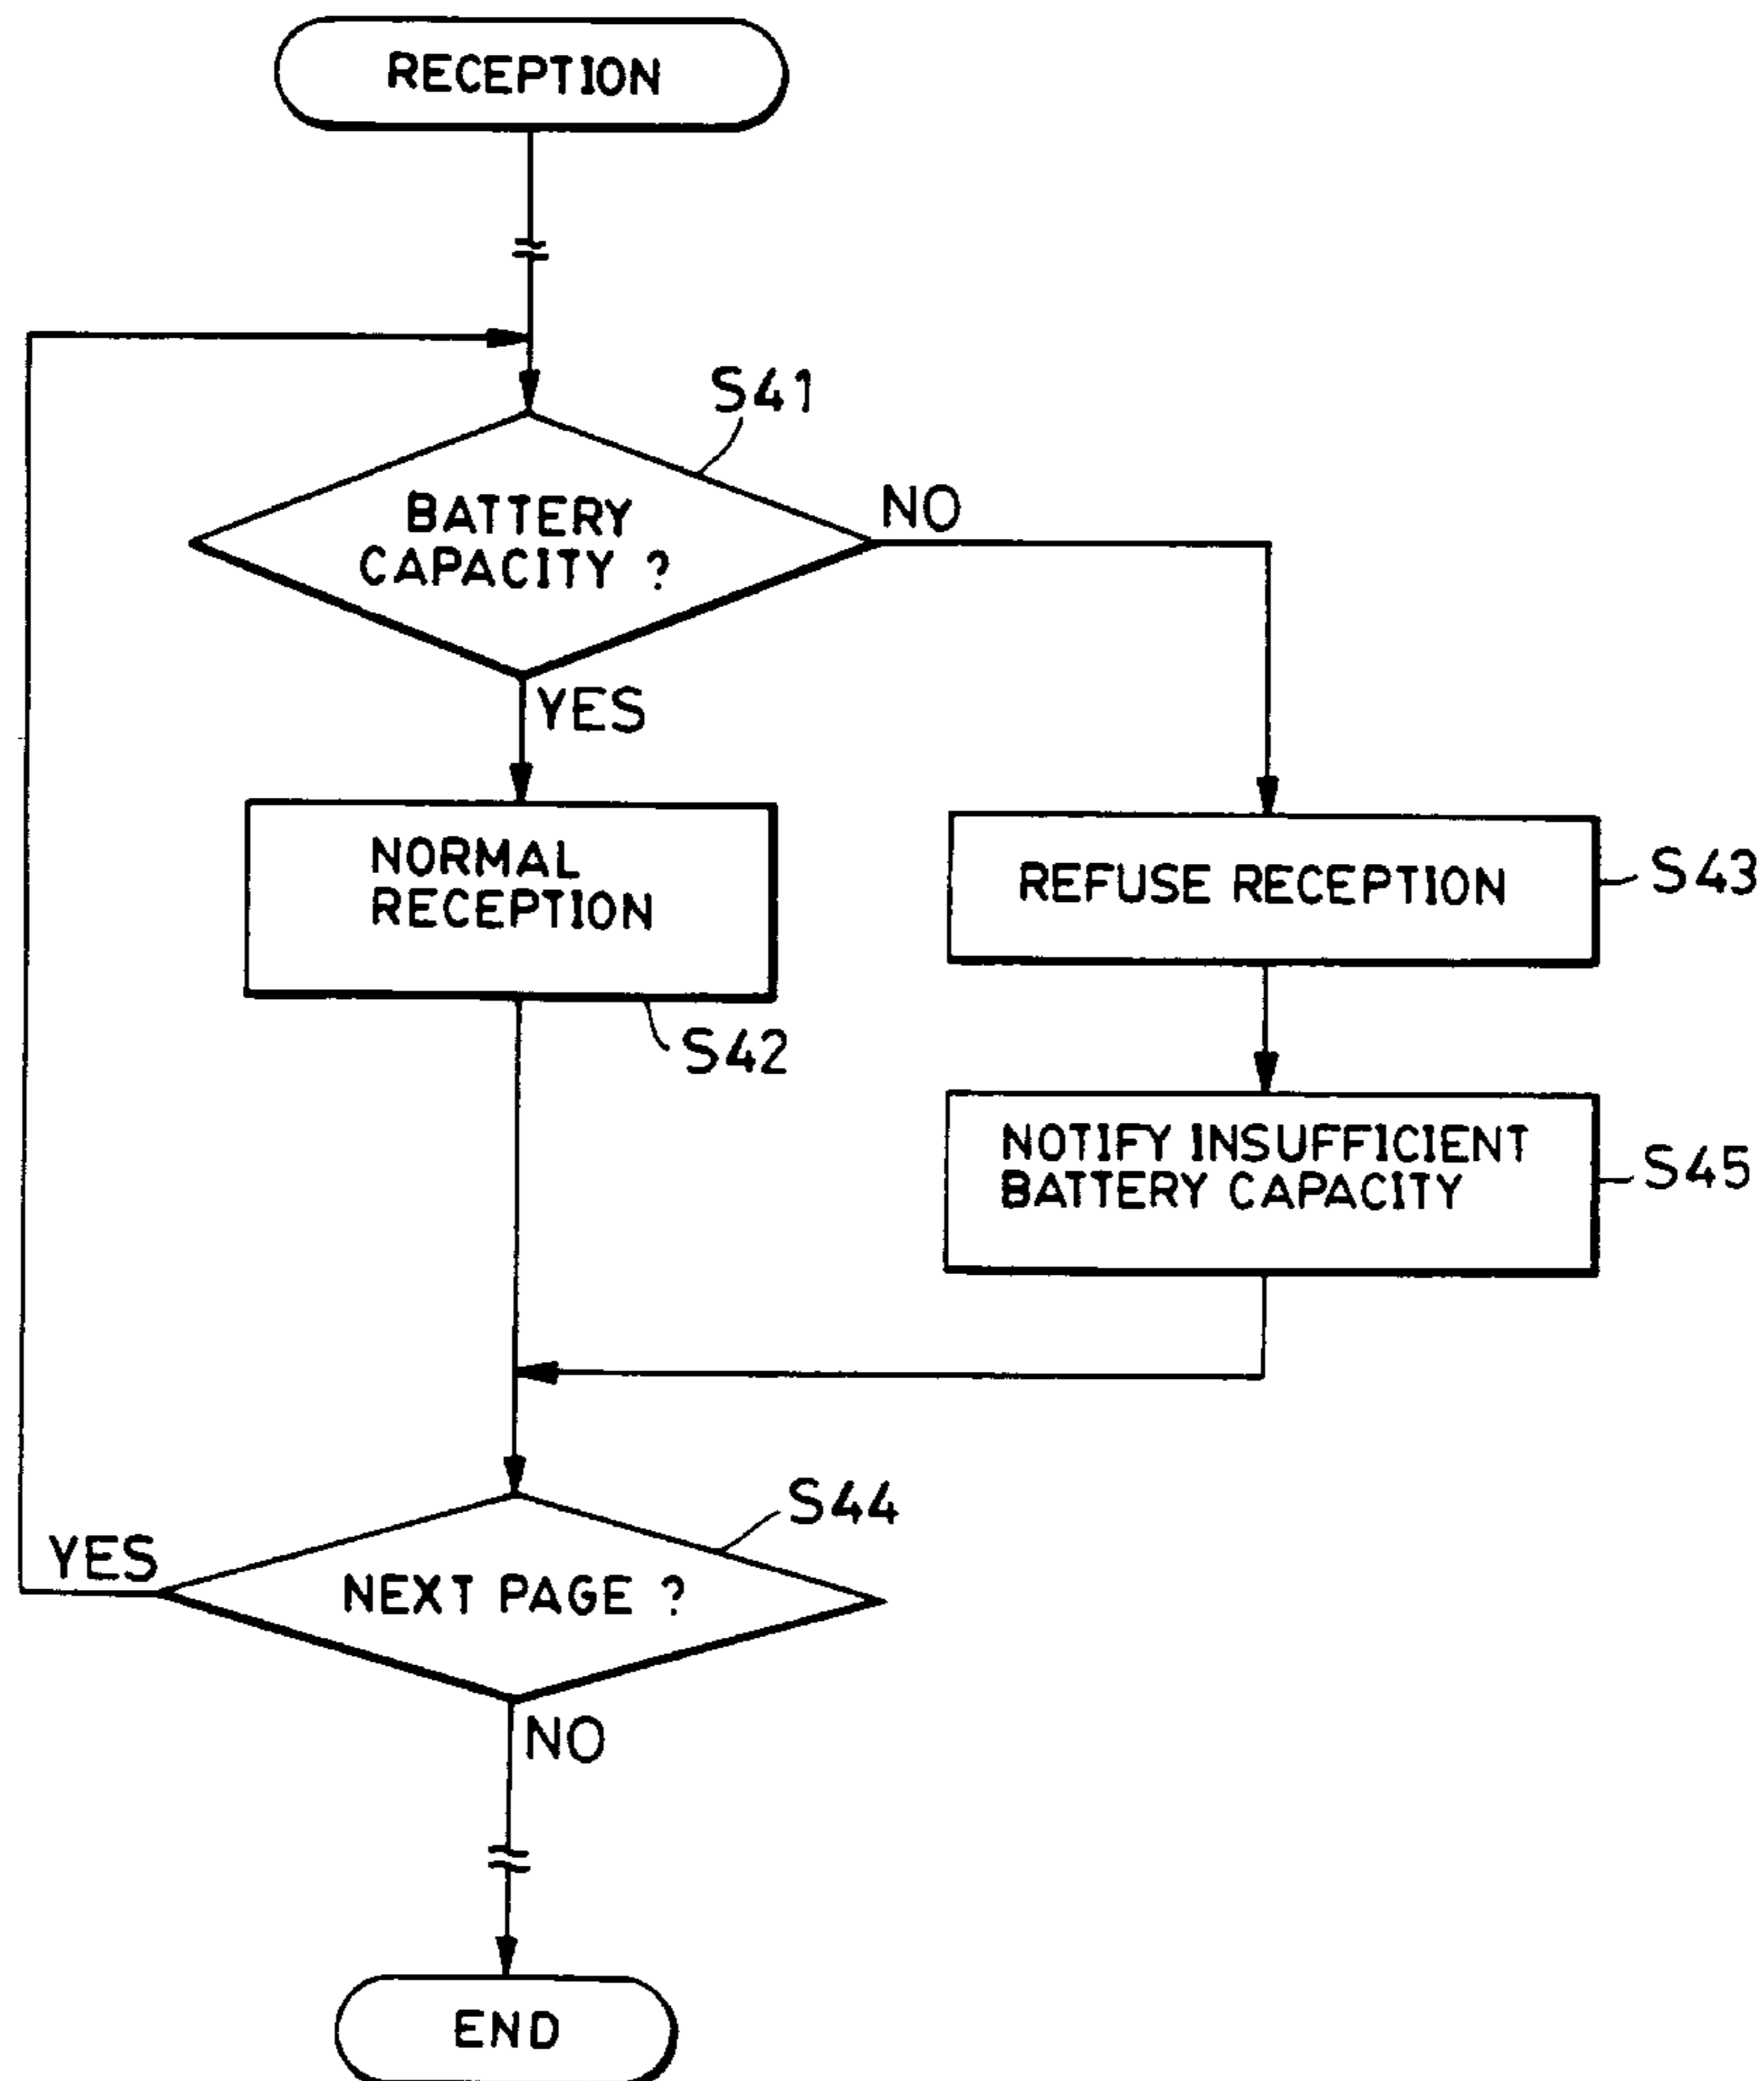 RECEPTION
S41
BATTERY
CAPACITY ?
NO
YES
NORMAL
RECEPTION
S42
REFUSE RECEPTION
S43
NOTIFY INSUFFICIENT
BATTERY CAPACITY
S45
S44
YES
NEXT PAGE ?
NO
END